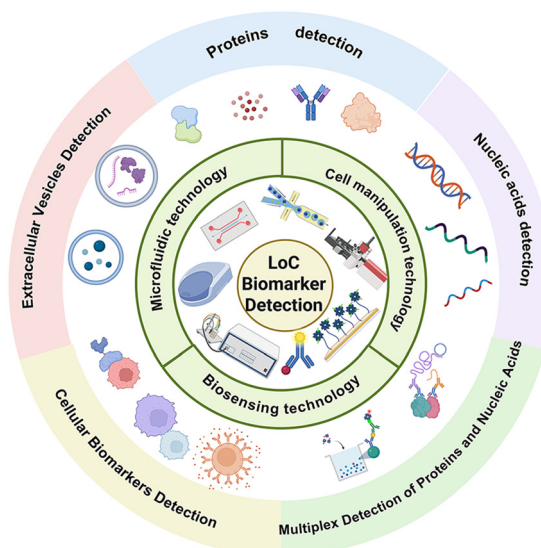 Proteins detection
Nucleic acids detection
Multiplex Detection of Proteins and Nucleic Acids
Cellular Biomarkers Detection
Extracellular Vesicles Detection
Microfluidic technology
Cell manipulation technology
Biosensing technology
LoC
Biomarker
Detection